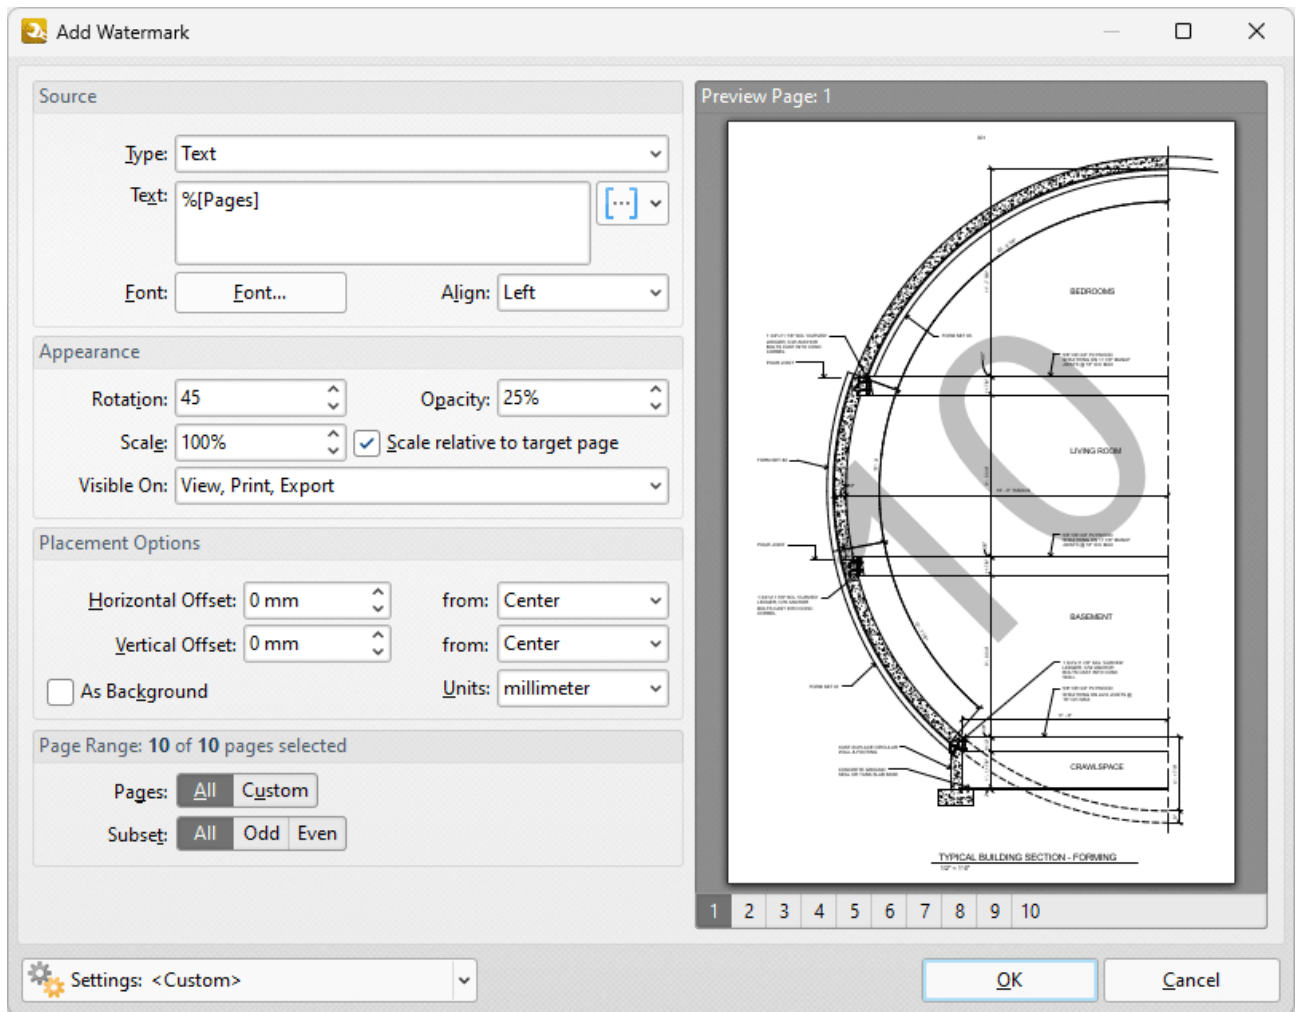 Add Watermark
Source
Type: Text
Text: %[Pages]
Font: Font... Align: Left
Appearance
Rotation: 45 Opacity: 25%
Scale: 100% Scale relative to target page
Visible On: View, Print, Export
Placement Options
Horizontal Offset: 0 mm from: Center
Vertical Offset: 0 mm from: Center
As Background Units: millimeter
Page Range: 10 of 10 pages selected
Pages: All Custom
Subset: All Odd Even
Preview Page: 1
BEDROOMS
10
LIVING ROOM
BASEMENT
CRAWLSPACE
TYPICAL BUILDING SECTION - FORMING
1 2 3 4 5 6 7 8 9 10
Settings: <Custom> OK Cancel